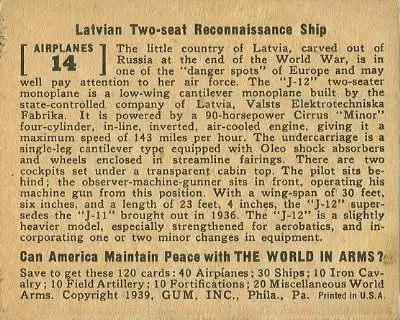 Latvian Two-seat Reconnaissance Ship
[ AIRPLANES 14 ] The little country of Latvia, carved out of
Russia at the end of the World War, is in
one of the "danger spots" of Europe and may
well pay attention to her air force. The "J-12" two-seater
monoplane is a low-wing cantilever monoplane built by the
state-controlled company of Latvia, Valsts Elektrotechniska
Fabrika. It is powered by a 90-horsepower Cirrus "Minor"
four-cylinder, in-line, inverted, air-cooled engine, giving it a
maximum speed of 143 miles per hour. The undercarriage is a
single-leg cantilever type equipped with Oleo shock absorbers
and wheels enclosed in streamline fairings. There are two
cockpits set under a transparent cabin top. The pilot sits be-
hind; the observer-machine-gunner sits in front, operating his
machine gun from this position. With a wing-span of 30 feet,
six inches, and a length of 23 feet, 4 inches, the "J-12" super-
sedes the "J-11" brought out in 1936. The "J-12" is a slightly
heavier model, especially strengthened for aerobatics, and in-
corporating one or two minor changes in equipment.
Can America Maintain Peace with THE WORLD IN ARMS?
Save to get these 120 cards: 40 Airplanes; 30 Ships; 10 Iron Cav-
alry; 10 Field Artillery; 10 Fortifications; 20 Miscellaneous World
Arms. Copyright 1939, GUM, INC., Phila., Pa. Printed in U.S.A.